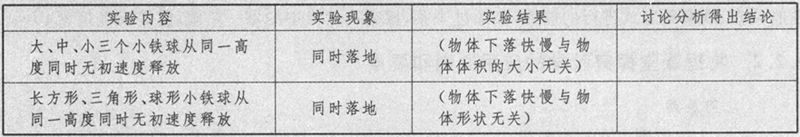 实验内容 实验现象 实验结果 讨论分析得出结论
大、中、小三个小铁球从同一高
度同时无初速度释放
同时落地
(物体下落快慢与物
体体积的大小无关)
长方形、三角形、球形小铁球从
同一高度同时无初速度释放
同时落地
(物体下落快慢与物
体形状无关)